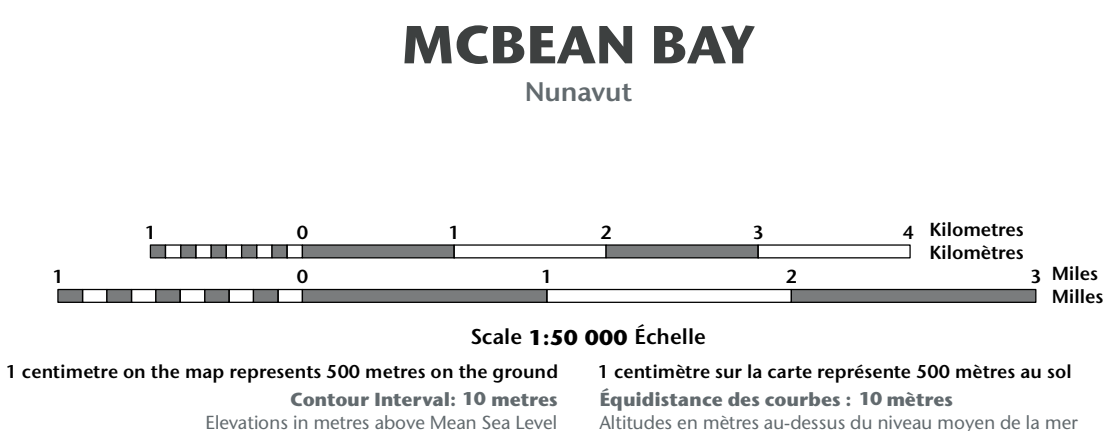 MCBEAN BAY
Nunavut
1 0 1 2 3 4 Kilometres
Kilomètres
1 0 1 2 3 Miles
Milles
Scale 1:50 000 Échelle
1 centimetre on the map represents 500 metres on the ground
1 centimètre sur la carte représente 500 mètres au sol
Contour Interval: 10 metres
Équidistance des courbes : 10 mètres
Elevations in metres above Mean Sea Level
Altitudes en mètres au-dessus du niveau moyen de la mer